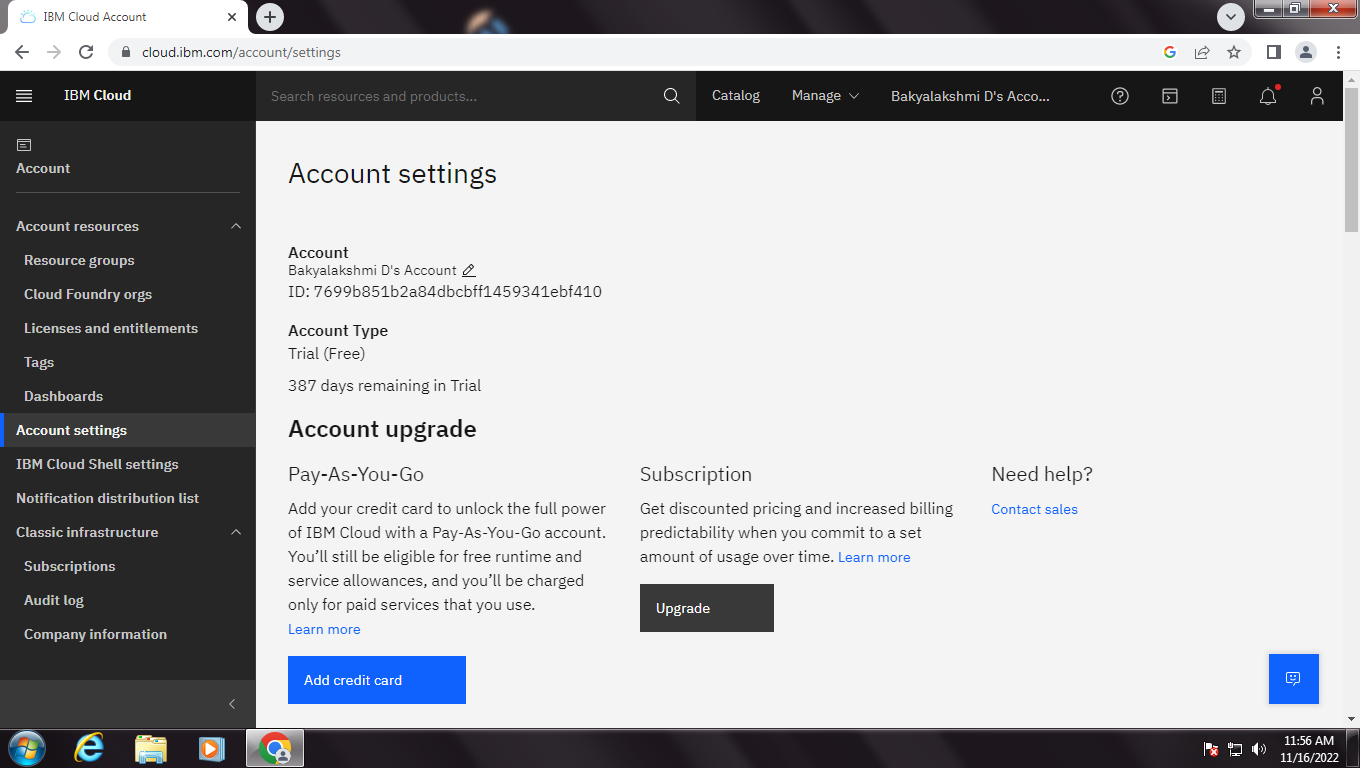 IBM Cloud Account
cloud.ibm.com/account/settings
IBM Cloud
Search resources and products...
Catalog
Manage
Bakyalakshmi D's Acco...
Account
Account resources
Resource groups
Cloud Foundry orgs
Licenses and entitlements
Tags
Dashboards
Account settings
IBM Cloud Shell settings
Notification distribution list
Classic infrastructure
Subscriptions
Audit log
Company information
Account settings
Account
Bakyalakshmi D's Account
ID: 7699b851b2a84dbcbff1459341ebf410
Account Type
Trial (Free)
387 days remaining in Trial
Account upgrade
Pay-As-You-Go
Add your credit card to unlock the full power
of IBM Cloud with a Pay-As-You-Go account.
You’ll still be eligible for free runtime and
service allowances, and you’ll be charged
only for paid services that you use.
Learn more
Add credit card
Subscription
Get discounted pricing and increased billing
predictability when you commit to a set
amount of usage over time. Learn more
Upgrade
Need help?
Contact sales
11:56 AM
11/16/2022